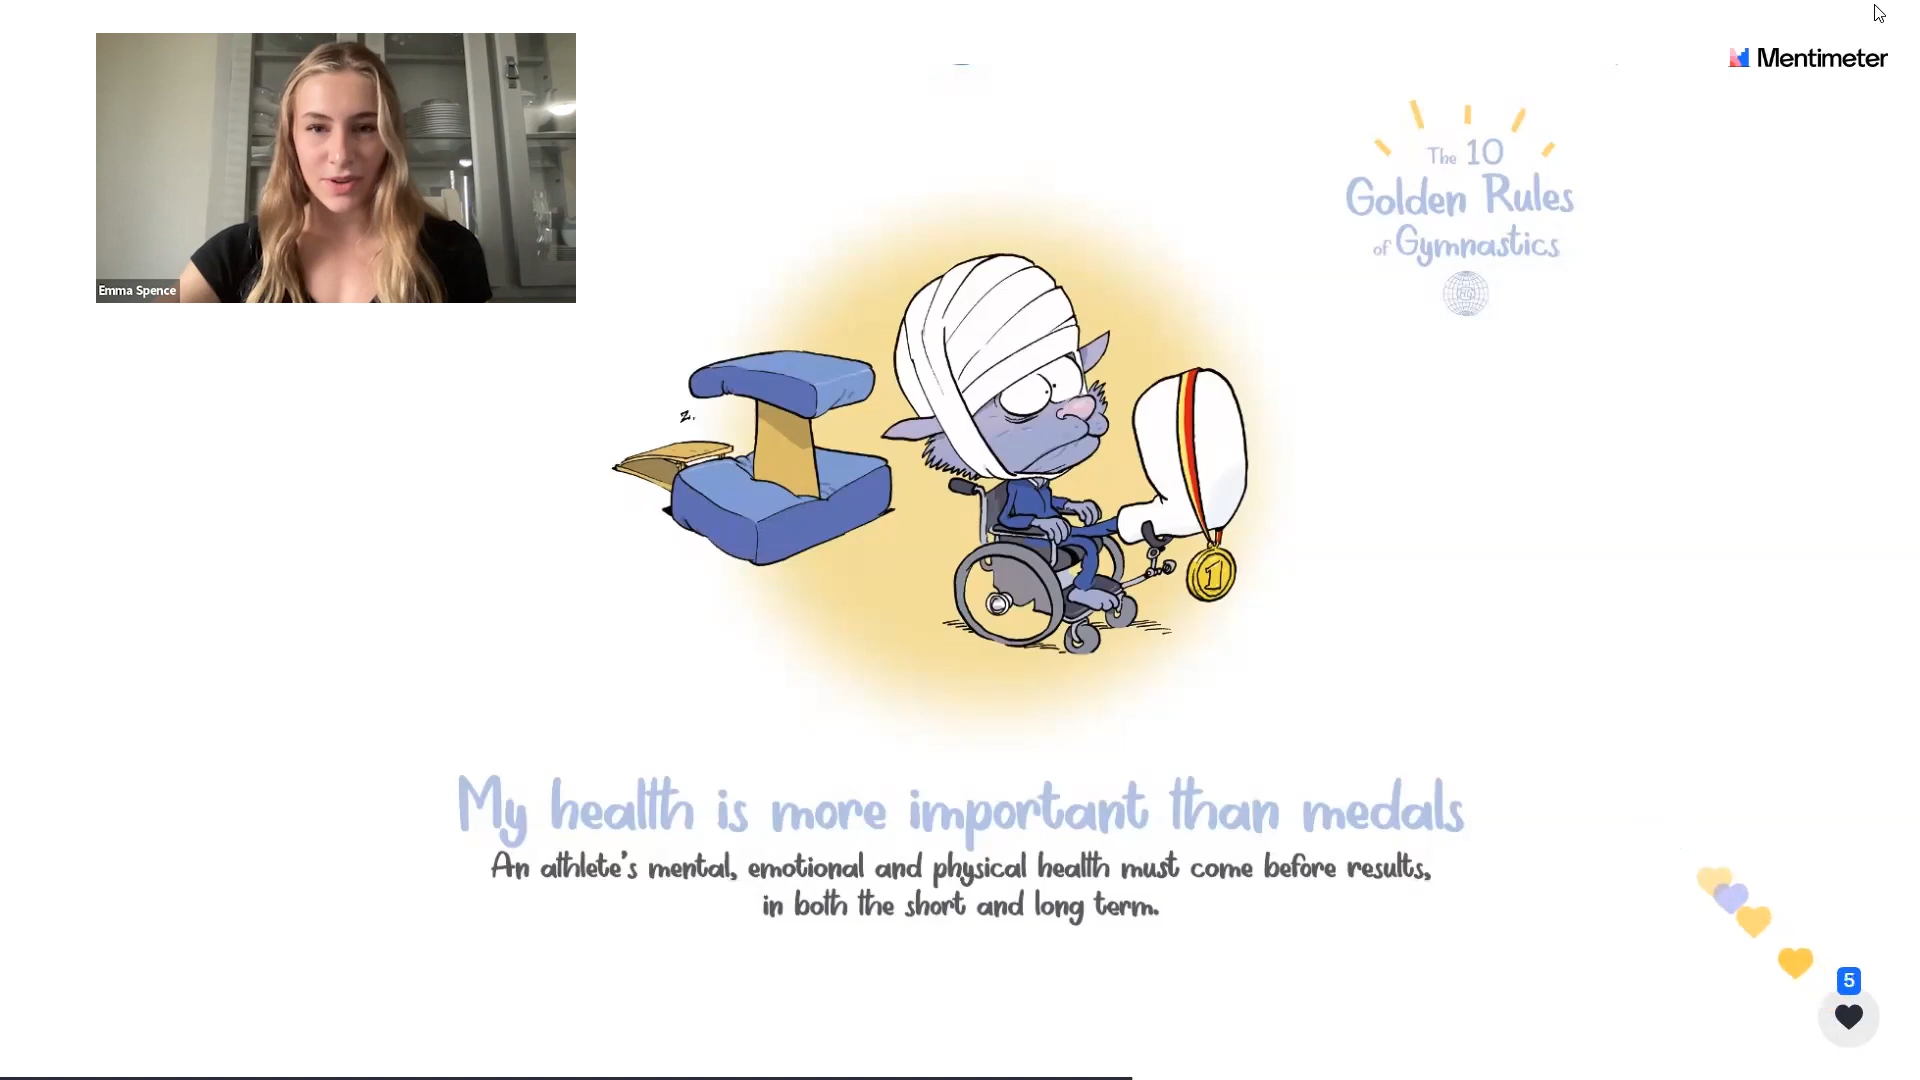 Mentimeter
The 10
Golden Rules
of Gymnastics
Emma Spence
z.
1
My health is more important than medals
An athlete's mental, emotional and physical health must come before results,
in both the short and long term.
5